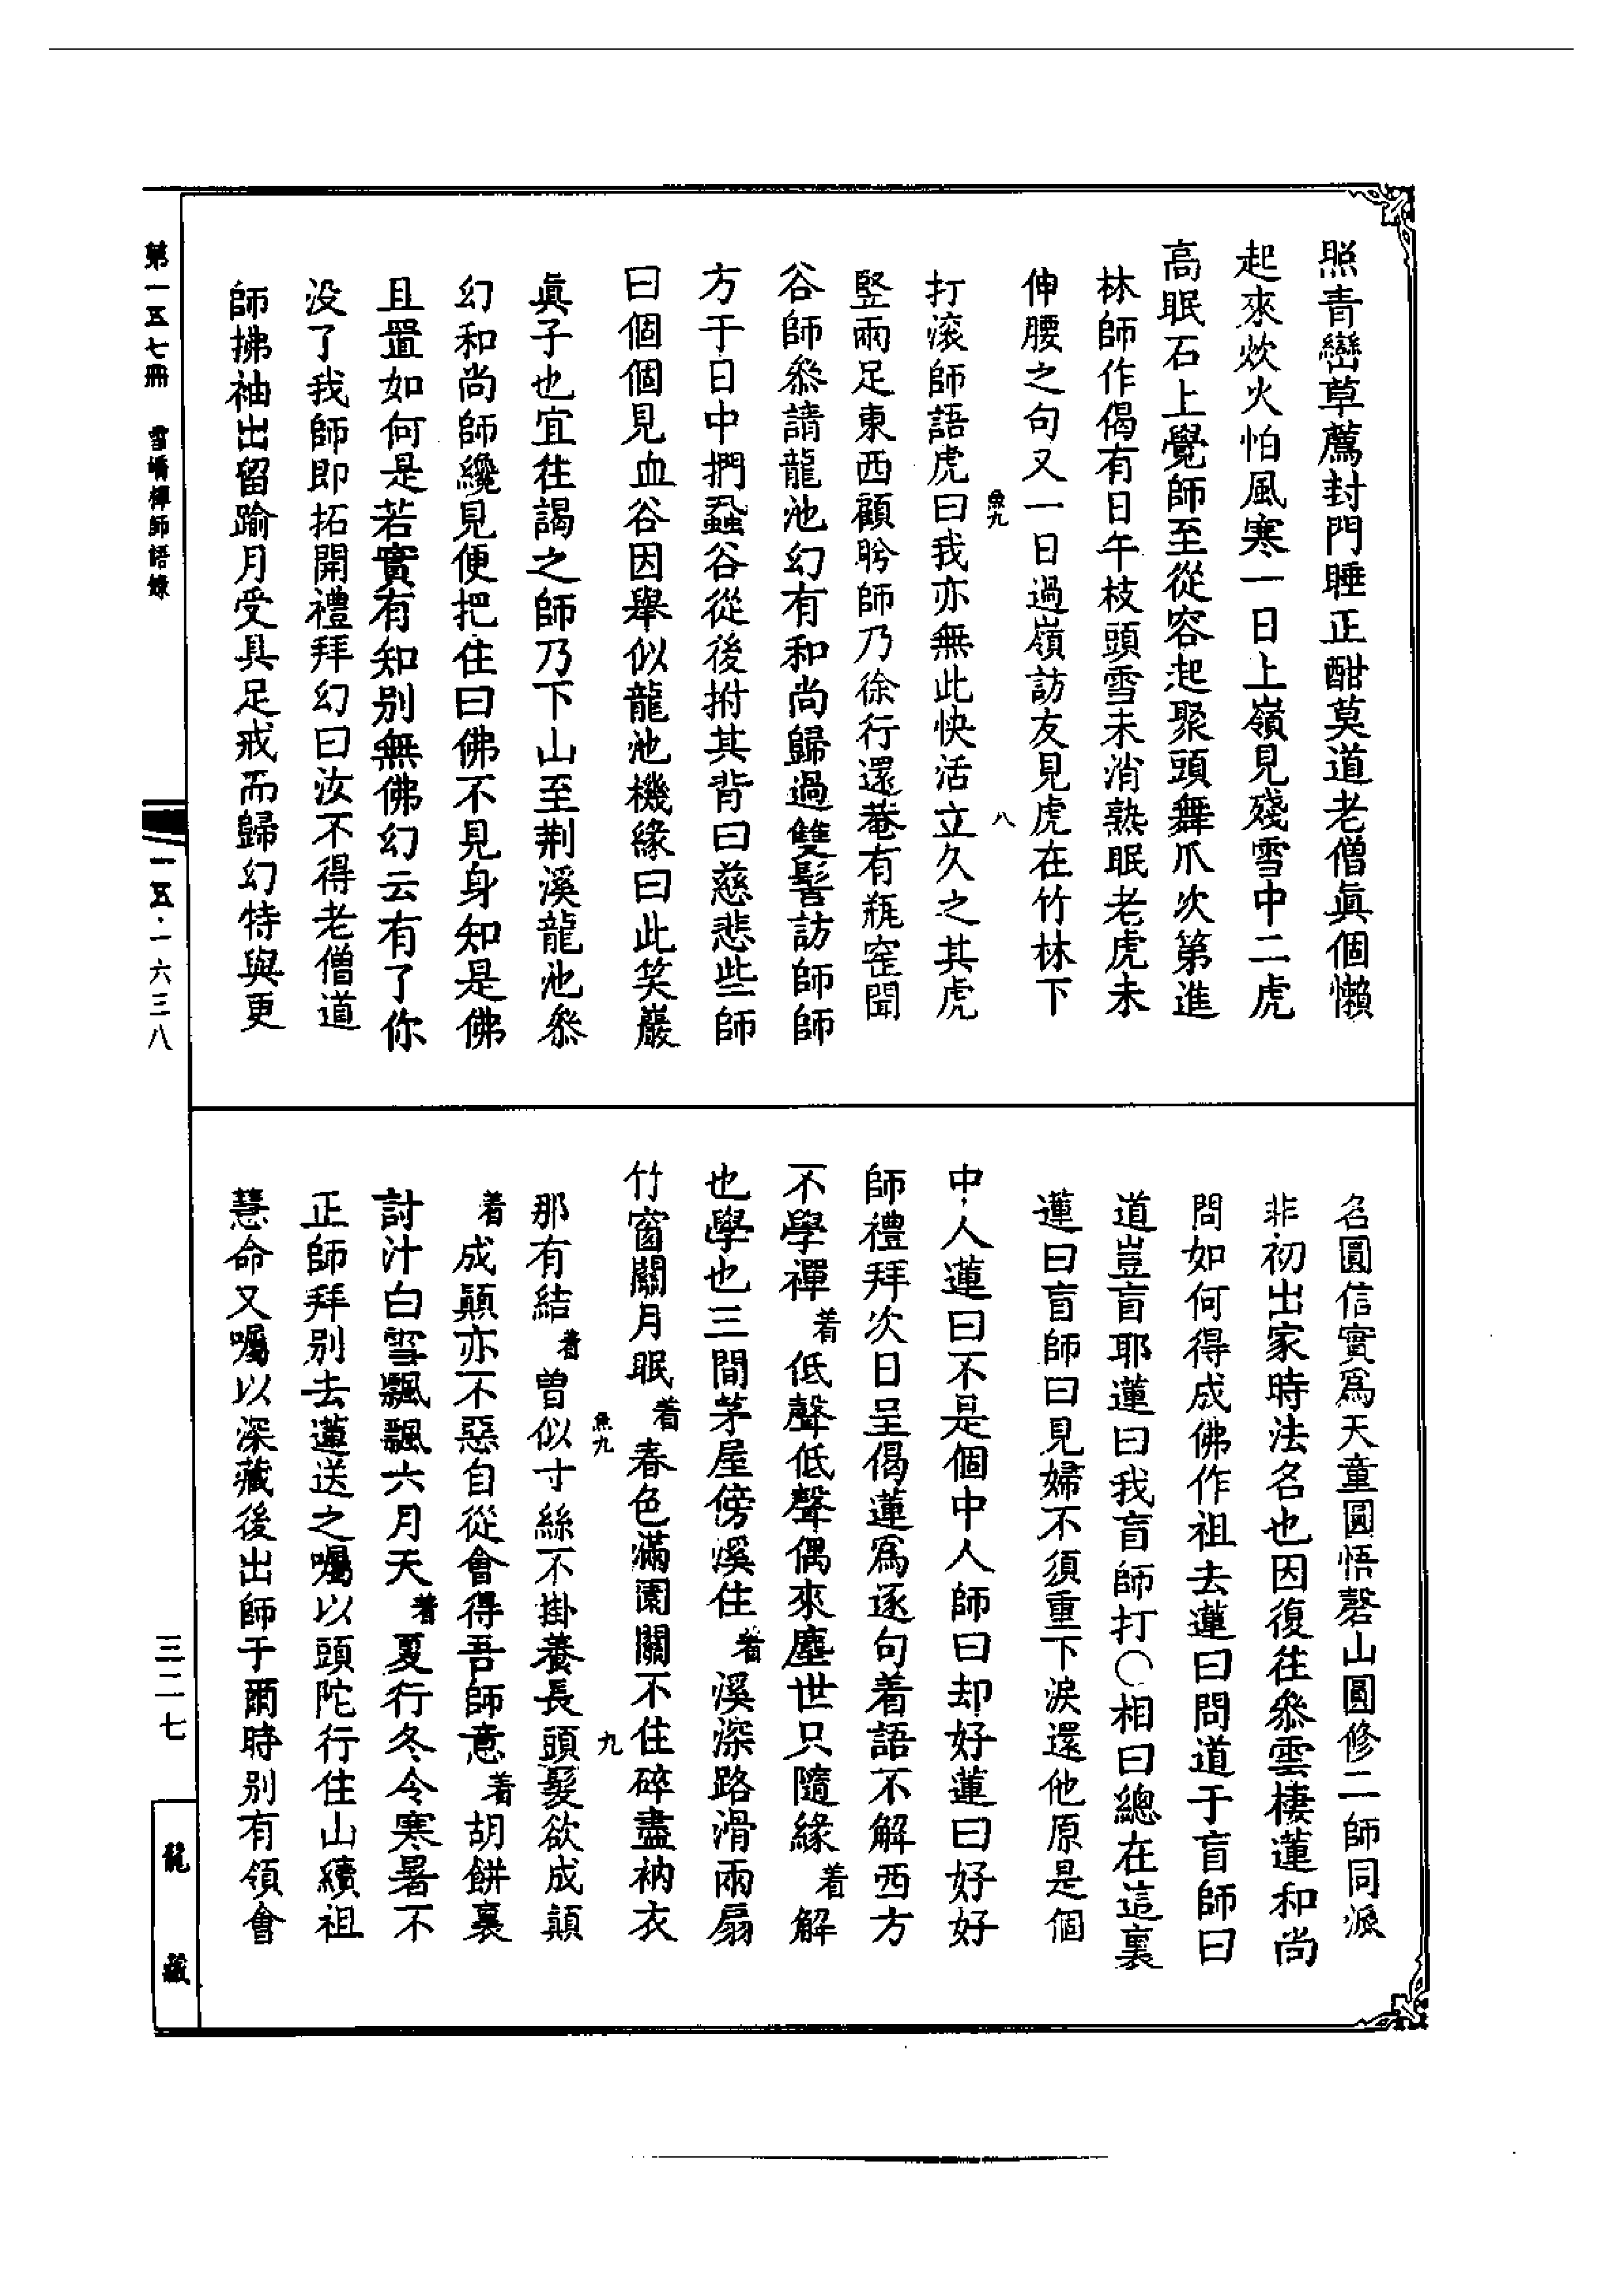 照青巒草薦封門睡正酣莫道老僧眞個懶
起來炊火怕風寒一日上嶺見殘雪中二虎
高眠石上覺師至從容起聚頭舞爪次第進
林師作偈有日午枝頭雪未消熟眠老虎未
伸腰之句又一日過嶺訪友見虎在竹林下
魚九
八
打滚師語虎曰我亦無此快活立久之其虎
竪兩足東西顧盻師乃徐行還菴有瓶窑聞
谷師叅請龍池幻有和尚歸過雙髻訪師師
方于日中捫蝨谷從後拊其背曰慈悲些師
曰個個見血谷因舉似龍池機緣曰此笑巖
眞子也宜徃謁之師乃下山至荆溪龍池叅
幻和尚師纔見便把住曰佛不見身知是佛
且置如何是若實有知别無佛幻云有了你
没了我師即拓開禮拜幻曰汝不得老僧道
師拂袖出留踰月受具足戒而歸幻特與更
第一五七冊 雪嶠禪師語錄
一五·一六三八
名圓信實爲天童圓悟磬山圓修二師同派
非初出家時法名也因復徃叅雲棲蓮和尚
問如何得成佛作祖去蓮曰問道于盲師曰
道豈盲耶蓮曰我盲師打〇相曰總在這裏
蓮曰盲師曰見婦不須重下淚還他原是個
中人蓮曰不是個中人師曰却好蓮曰好好
師禮拜次日呈偈蓮爲逐句着語不解西方
不學禪着低聲低聲偶來塵世只隨緣着解
也學也三間茅屋傍溪住着溪深路滑兩扇
竹窗關月眠着春色滿園關不住碎盡衲衣
魚九
九
那有結着曽似寸絲不掛養長頭髮欲成顛
着成顛亦不惡自從會得吾師意着胡餅裏
討汁白雪飄飄六月天着夏行冬令寒暑不
正師拜别去蓮送之囑以頭陀行住山續祖
慧命又囑以深藏後出師于爾時别有領會
三二七
龍藏